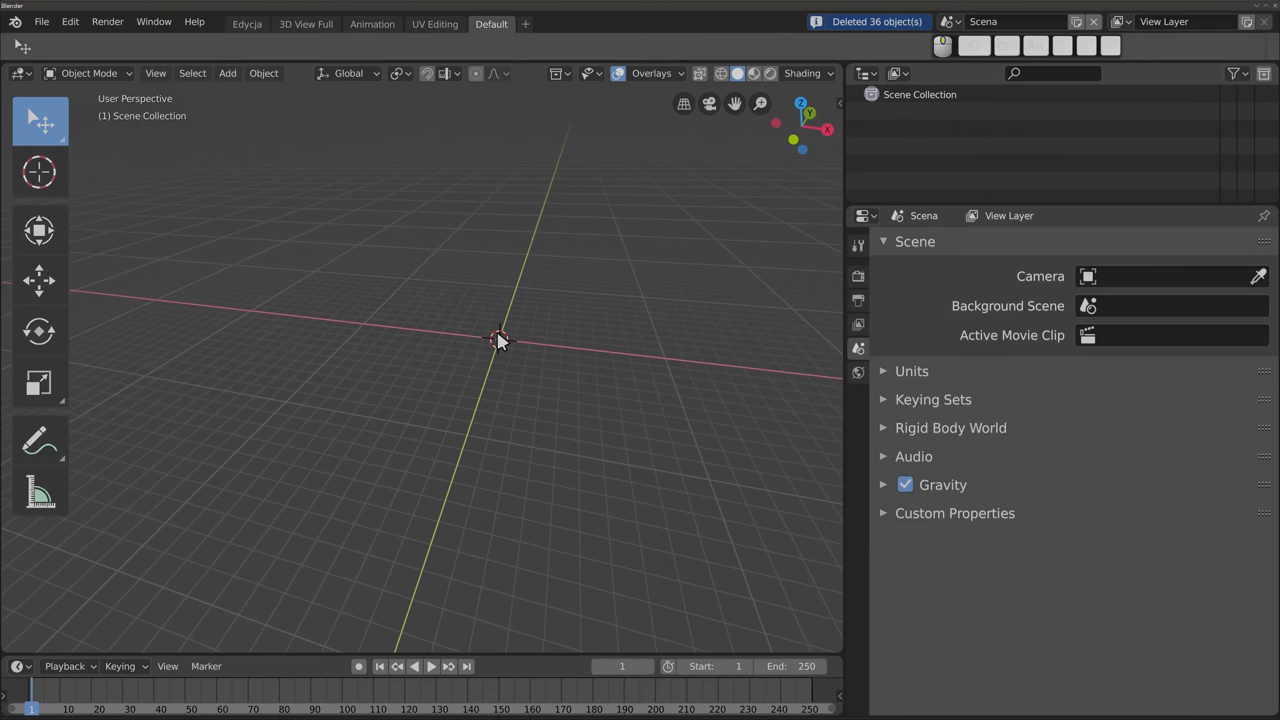 Blender
File Edit Render Window Help
Edycja 3D View Full Animation UV Editing Default +
Deleted 36 object(s)
Scena
View Layer
Object Mode View Select Add Object
Global
Overlays
Shading
User Perspective
(1) Scene Collection
Z
Y
X
Scene Collection
Scena View Layer
Scene
Camera
Background Scene
Active Movie Clip
Units
Keying Sets
Rigid Body World
Audio
Gravity
Custom Properties
Playback Keying View Marker
1
Start: 1
End: 250
1 10 20 30 40 50 60 70 80 90 100 110 120 130 140 150 160 170 180 190 200 210 220 230 240 250